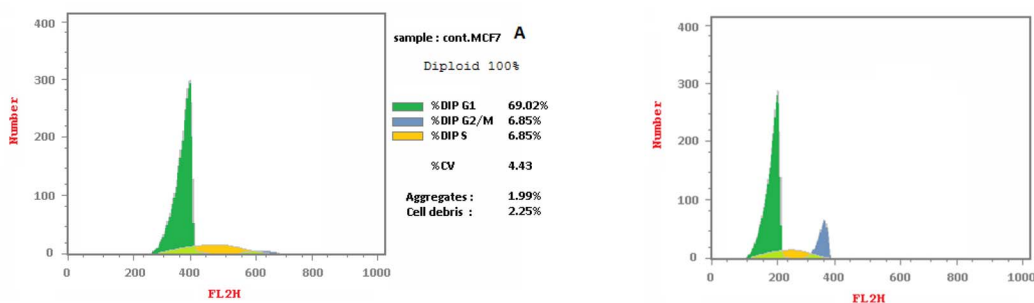 400
300
200
100
0
Number
0 200 400 600 800 1000
FL2H
sample : cont.MCF7 A
Diploid 100%
%DIP G1 69.02%
%DIP G2/M 6.85%
%DIP S 6.85%
%CV 4.43
Aggregates : 1.99%
Cell debris : 2.25%
400
300
200
100
0
Number
0 200 400 600 800 1000
FL2H